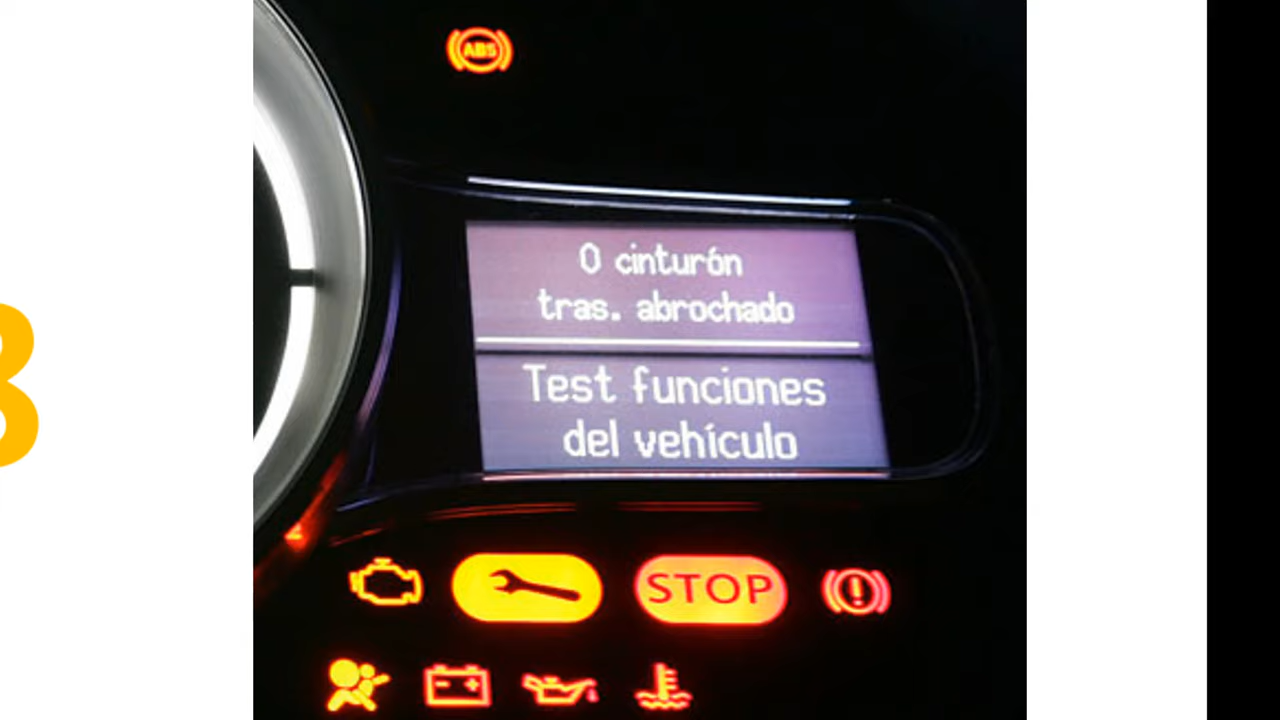 ABS
0 cinturón
tras. abrochado
Test funciones
del vehículo
STOP